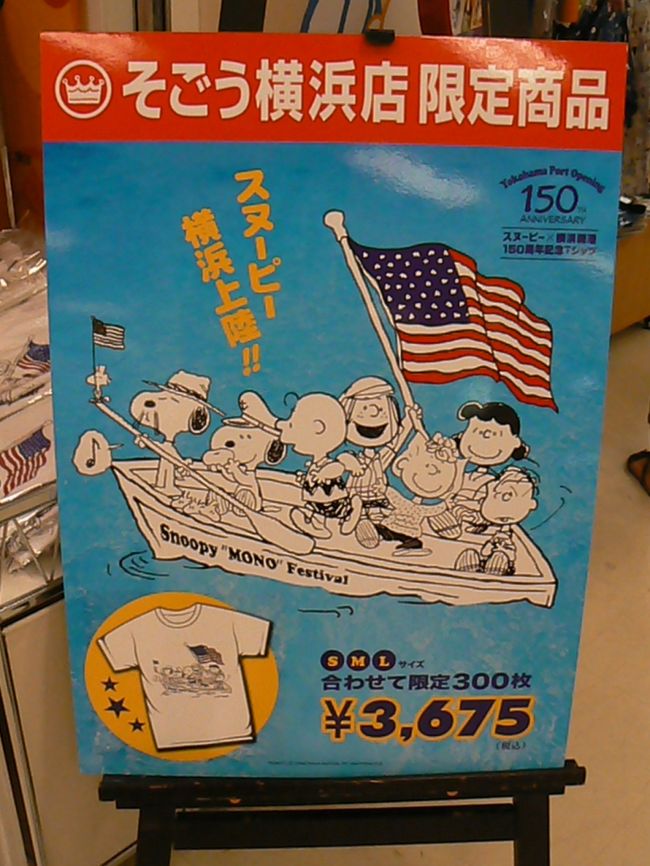 そごう横浜店 限定商品
スヌーピー
横浜上陸!!
Yokohama Port Opening
150TH
ANNIVERSARY
スヌーピー×横浜開港
150周年記念Tシャツ
Snoopy "MONO" Festival
S M L サイズ
合わせて限定300枚
¥3,675
(税込)